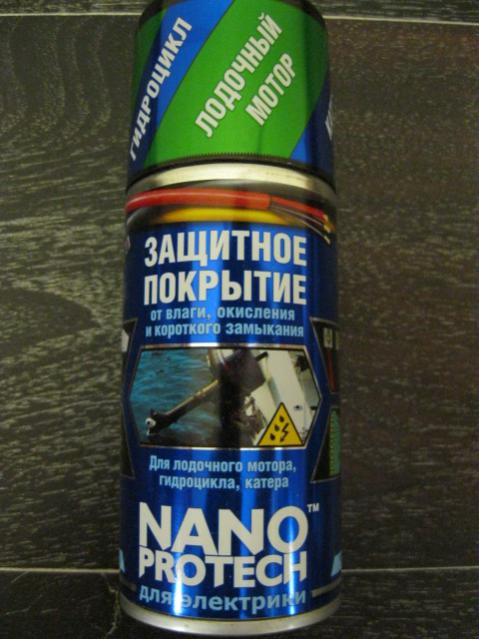 ГИДРОЦИКЛ
ЛОДОЧНЫЙ
МОТОР
ЗАЩИТНОЕ
ПОКРЫТИЕ
от влаги, окисления
и короткого замыкания
Для лодочного мотора,
гидроцикла, катера
NANO™
PROTECH
для электрики